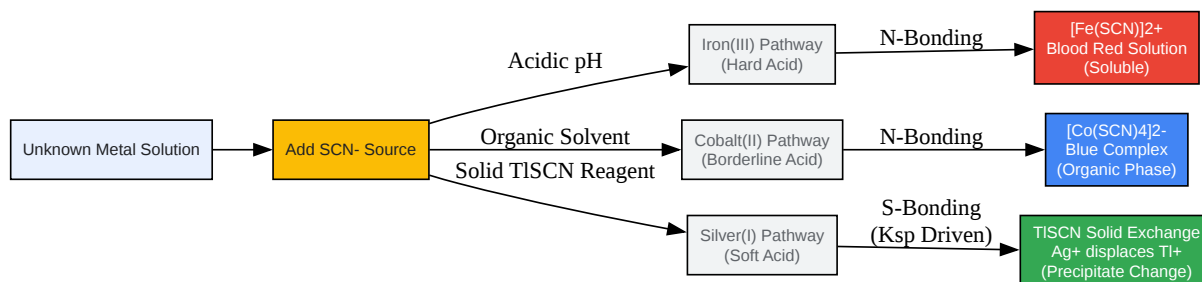 Unknown Metal Solution
Add SCN- Source
Acidic pH
Organic Solvent
Solid TlSCN Reagent
Iron(III) Pathway
(Hard Acid)
N-Bonding
[Fe(SCN)]2+
Blood Red Solution
(Soluble)
Cobalt(II) Pathway
(Borderline Acid)
N-Bonding
[Co(SCN)4]2-
Blue Complex
(Organic Phase)
Silver(I) Pathway
(Soft Acid)
S-Bonding
(Ksp Driven)
TlSCN Solid Exchange
Ag+ displaces Tl+
(Precipitate Change)